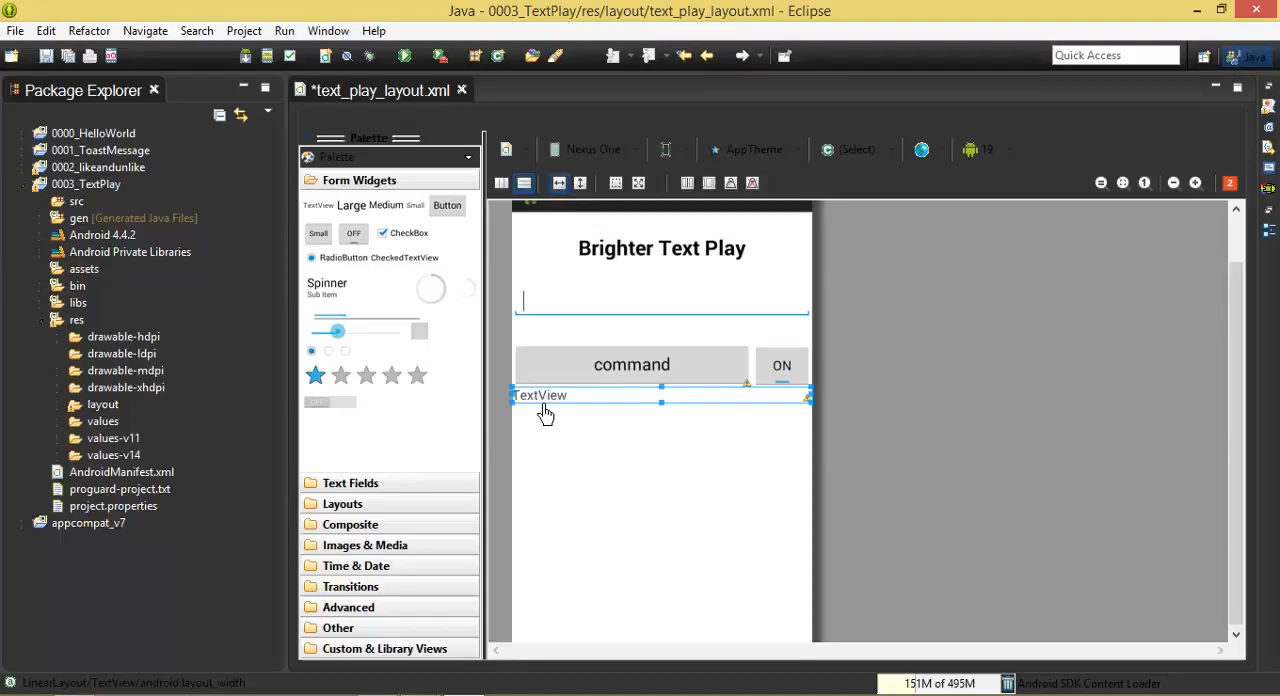 Java - 0003_TextPlay/res/layout/text_play_layout.xml - Eclipse
File Edit Refactor Navigate Search Project Run Window Help
Quick Access
Java
Package Explorer
*text_play_layout.xml
0000_HelloWorld
0001_ToastMessage
0002_likeandunlike
0003_TextPlay
src
gen [Generated Java Files]
Android 4.4.2
Android Private Libraries
assets
bin
libs
res
drawable-hdpi
drawable-ldpi
drawable-mdpi
drawable-xhdpi
layout
values
values-v11
values-v14
AndroidManifest.xml
proguard-project.txt
project.properties
appcompat_v7
Palette
Palette
Form Widgets
TextView Large Medium Small Button
Small OFF CheckBox
RadioButton CheckedTextView
Spinner
Sub Item
OFF
Text Fields
Layouts
Composite
Images & Media
Time & Date
Transitions
Advanced
Other
Custom & Library Views
Nexus One AppTheme (Select) 19
2
Brighter Text Play
command ON
TextView
LinearLayout/TextView/android:layout_width
151M of 495M
Android SDK Content Loader